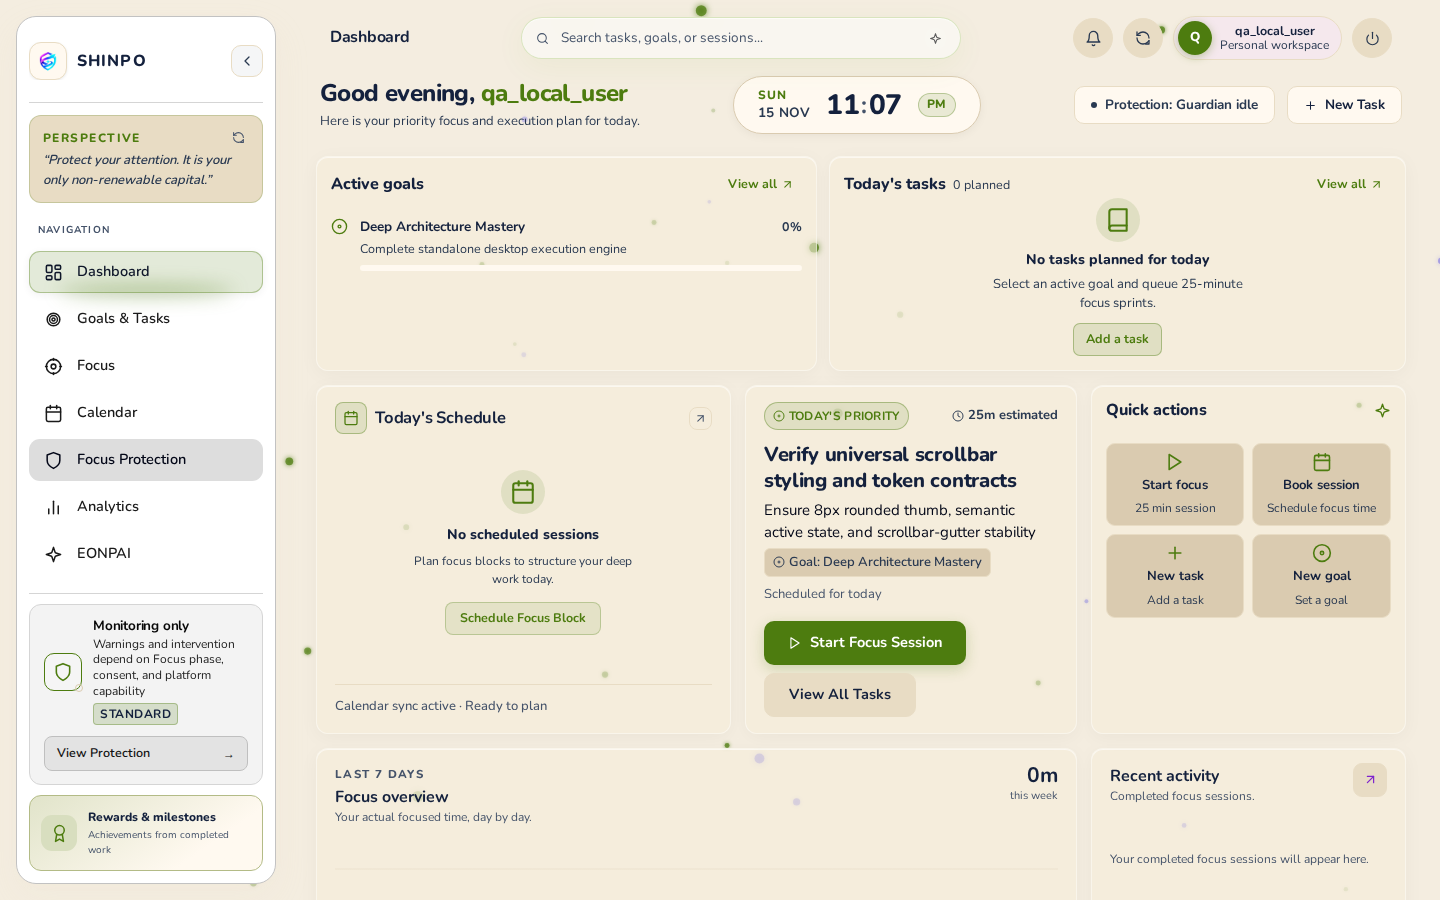 SHINPO
PERSPECTIVE
“Protect your attention. It is your
only non-renewable capital.”
NAVIGATION
Dashboard
Goals & Tasks
Focus
Calendar
Focus Protection
Analytics
EONPAI
Monitoring only
Warnings and intervention
depend on Focus phase,
consent, and platform
capability
STANDARD
View Protection →
Rewards & milestones
Achievements from completed
work
Dashboard
Search tasks, goals, or sessions...
Q
qa_local_user
Personal workspace
Good evening, qa_local_user
Here is your priority focus and execution plan for today.
SUN
15 NOV
11:07
PM
Protection: Guardian idle
New Task
Active goals
View all
Deep Architecture Mastery
0%
Complete standalone desktop execution engine
Today's tasks 0 planned
View all
No tasks planned for today
Select an active goal and queue 25-minute
focus sprints.
Add a task
Today's Schedule
No scheduled sessions
Plan focus blocks to structure your deep
work today.
Schedule Focus Block
Calendar sync active · Ready to plan
TODAY'S PRIORITY
25m estimated
Verify universal scrollbar
styling and token contracts
Ensure 8px rounded thumb, semantic
active state, and scrollbar-gutter stability
Goal: Deep Architecture Mastery
Scheduled for today
Start Focus Session
View All Tasks
Quick actions
Start focus
25 min session
Book session
Schedule focus time
New task
Add a task
New goal
Set a goal
LAST 7 DAYS
Focus overview
Your actual focused time, day by day.
0m
this week
Recent activity
Completed focus sessions.
Your completed focus sessions will appear here.